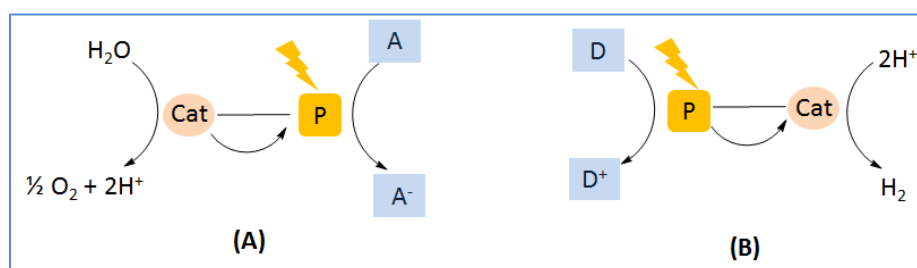 H₂O
A
Cat
P
½ O₂ + 2H⁺
A⁻
(A)
D
2H⁺
P
Cat
D⁺
H₂
(B)